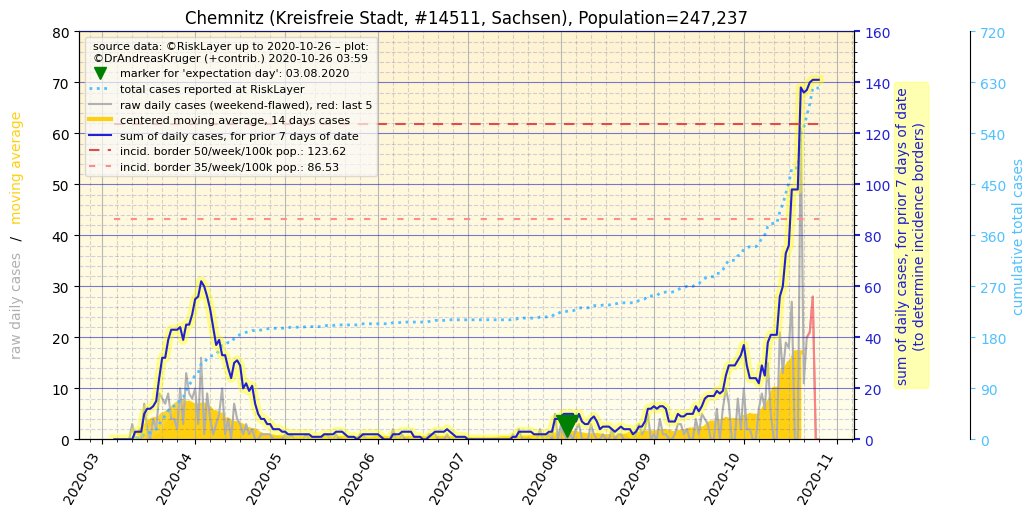 Chemnitz (Kreisfreie Stadt, #14511, Sachsen), Population=247,237
source data: ©RiskLayer up to 2020-10-26 – plot:
©DrAndreasKruger (+contrib.) 2020-10-26 03:59
marker for 'expectation day': 03.08.2020
total cases reported at RiskLayer
raw daily cases (weekend-flawed), red: last 5
centered moving average, 14 days cases
sum of daily cases, for prior 7 days of date
incid. border 50/week/100k pop.: 123.62
incid. border 35/week/100k pop.: 86.53
raw daily cases / moving average
80
70
60
50
40
30
20
10
0
160
140
120
100
80
60
40
20
0
sum of daily cases, for prior 7 days of date
(to determine incidence borders)
720
630
540
450
360
270
180
90
0
cumulative total cases
2020-03
2020-04
2020-05
2020-06
2020-07
2020-08
2020-09
2020-10
2020-11